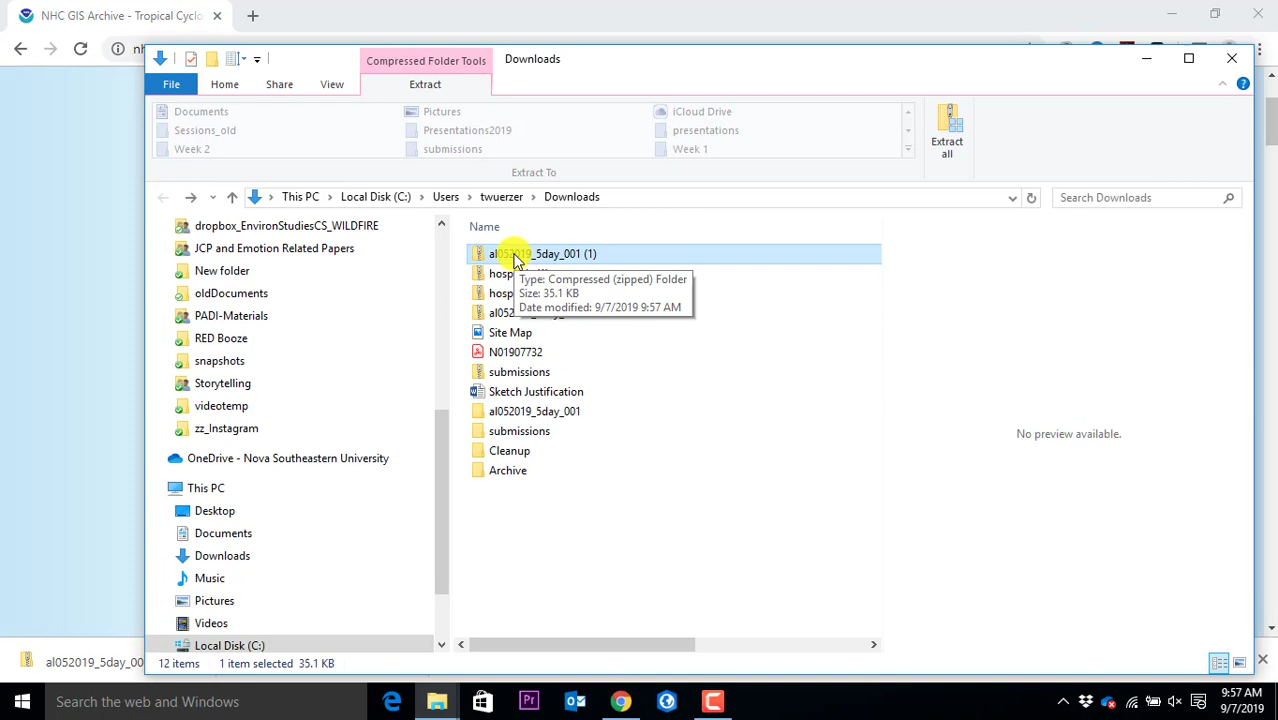 NHC GIS Archive - Tropical Cyclo
nh
Compressed Folder Tools
Downloads
File
Home
Share
View
Extract
Documents
Pictures
iCloud Drive
Sessions_old
Presentations2019
presentations
Week 2
submissions
Week 1
Extract
all
Extract To
This PC
Local Disk (C:)
Users
twuerzer
Downloads
Search Downloads
dropbox_EnvironStudiesCS_WILDFIRE
JCP and Emotion Related Papers
New folder
oldDocuments
PADI-Materials
RED Booze
snapshots
Storytelling
videotemp
zz_Instagram
OneDrive - Nova Southeastern University
This PC
Desktop
Documents
Downloads
Music
Pictures
Videos
Local Disk (C:)
Name
al052019_5day_001 (1)
hosp
Type: Compressed (zipped) Folder
hosp
Size: 35.1 KB
Date modified: 9/7/2019 9:57 AM
al052
Site Map
N01907732
submissions
Sketch Justification
al052019_5day_001
submissions
Cleanup
Archive
No preview available.
12 items
1 item selected 35.1 KB
al052019_5day_00
Search the web and Windows
Pr
9:57 AM
9/7/2019